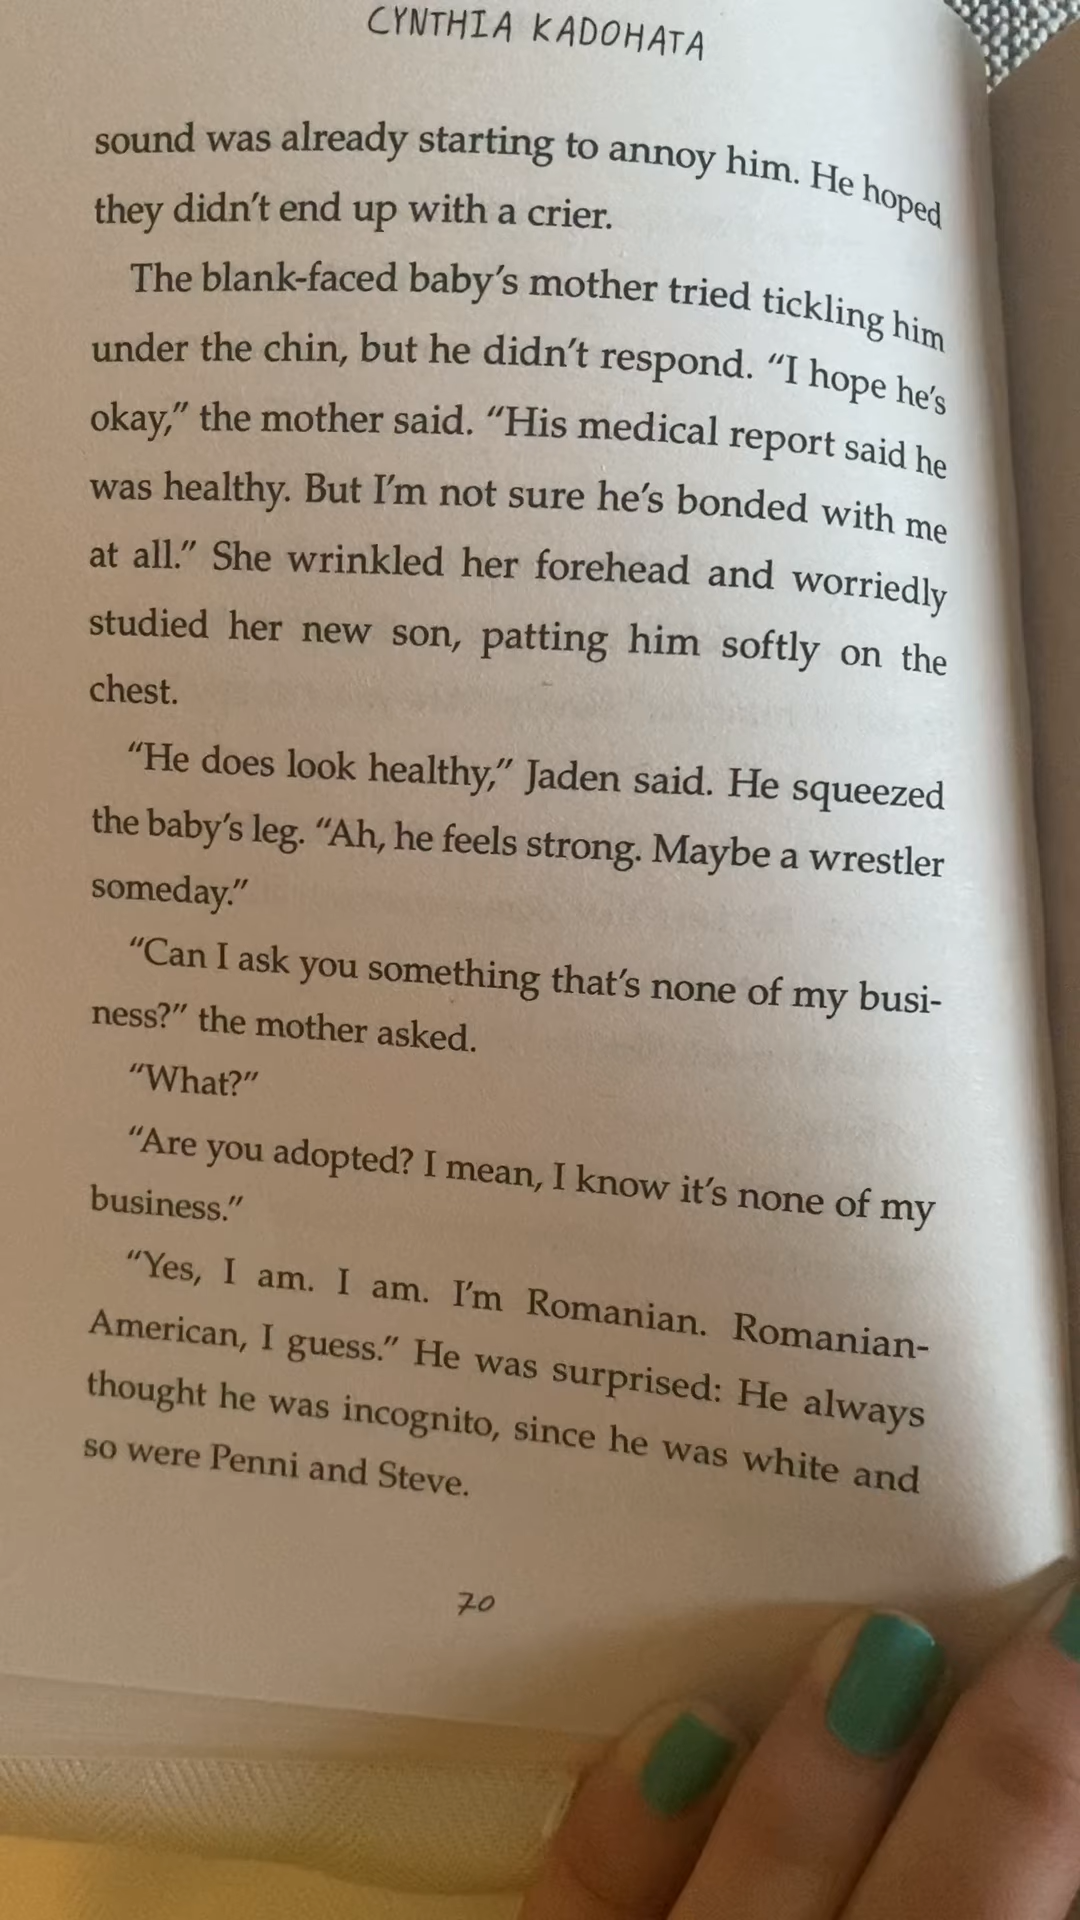 CYNTHIA KADOHATA
sound was already starting to annoy him. He hoped
they didn't end up with a crier.
The blank-faced baby's mother tried tickling him
under the chin, but he didn't respond. “I hope he's
okay,” the mother said. “His medical report said he
was healthy. But I'm not sure he's bonded with me
at all.” She wrinkled her forehead and worriedly
studied her new son, patting him softly on the
chest.
“He does look healthy,” Jaden said. He squeezed
the baby's leg. “Ah, he feels strong. Maybe a wrestler
someday.”
“Can I ask you something that's none of my busi-
ness?” the mother asked.
“What?”
“Are you adopted? I mean, I know it's none of my
business.”
“Yes, I am. I am. I'm Romanian. Romanian-
American, I guess.” He was surprised: He always
thought he was incognito, since he was white and
so were Penni and Steve.
70